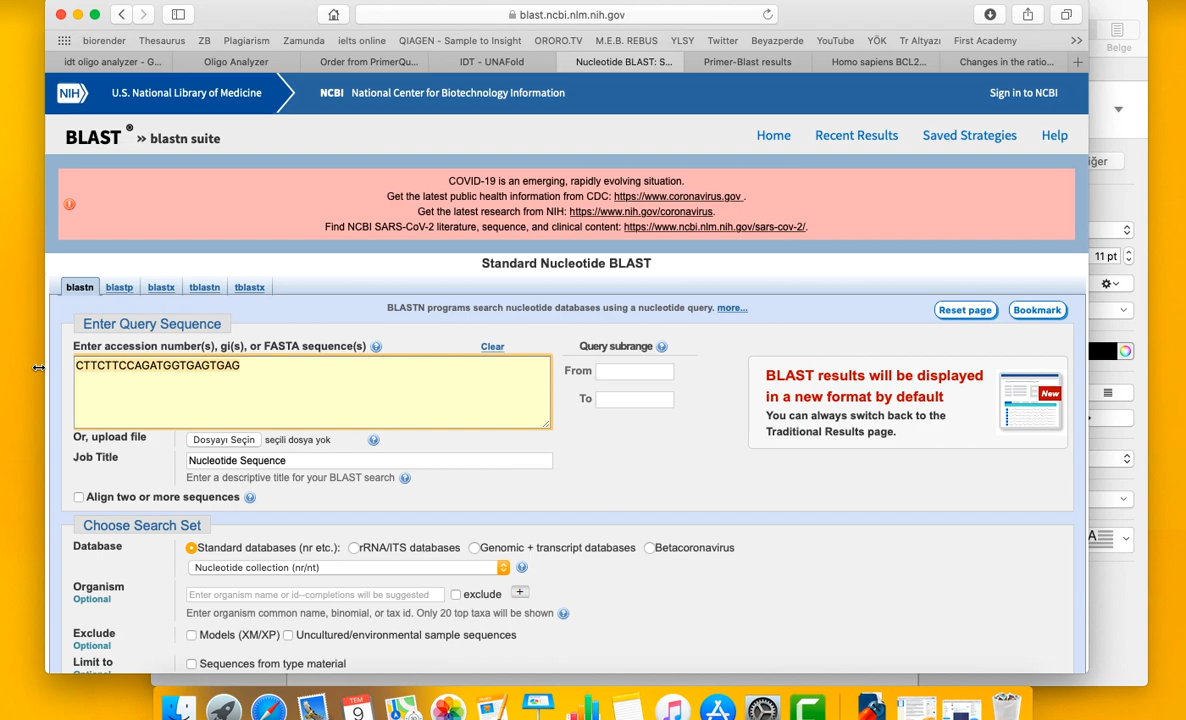 blast.ncbi.nlm.nih.gov
biorender Thesaurus ZB Plagiarism Zamunda ielts online QIAGEN - Sample to Insight ORORO.TV M.E.B. REBUS YLSY Twitter Beyazperde YouTube YÖK Tr Altyazı First Academy >>
idt oligo analyzer - G... Oligo Analyzer Order from PrimerQu... IDT - UNAFold Nucleotide BLAST: S... Primer-Blast results Homo sapiens BCL2... Changes in the ratio... +
NIH U.S. National Library of Medicine NCBI National Center for Biotechnology Information Sign in to NCBI
BLAST ® » blastn suite Home Recent Results Saved Strategies Help
COVID-19 is an emerging, rapidly evolving situation.
Get the latest public health information from CDC: https://www.coronavirus.gov .
Get the latest research from NIH: https://www.nih.gov/coronavirus.
Find NCBI SARS-CoV-2 literature, sequence, and clinical content: https://www.ncbi.nlm.nih.gov/sars-cov-2/.
Standard Nucleotide BLAST
blastn blastp blastx tblastn tblastx
BLASTN programs search nucleotide databases using a nucleotide query. more... Reset page Bookmark
Enter Query Sequence
Enter accession number(s), gi(s), or FASTA sequence(s) Clear Query subrange
CTTCTTCCAGATGGTGAGTGAG
From
To
BLAST results will be displayed
in a new format by default
You can always switch back to the
Traditional Results page.
New
Or, upload file Dosyayı Seçin seçili dosya yok
Job Title Nucleotide Sequence
Enter a descriptive title for your BLAST search
Align two or more sequences
Choose Search Set
Database Standard databases (nr etc.): rRNA/ITS databases Genomic + transcript databases Betacoronavirus
Nucleotide collection (nr/nt)
Organism
Optional
Enter organism name or id--completions will be suggested exclude +
Enter organism common name, binomial, or tax id. Only 20 top taxa will be shown
Exclude
Optional
Models (XM/XP) Uncultured/environmental sample sequences
Limit to
Sequences from type material
Belge
iğer
11 pt
A
TEM
9